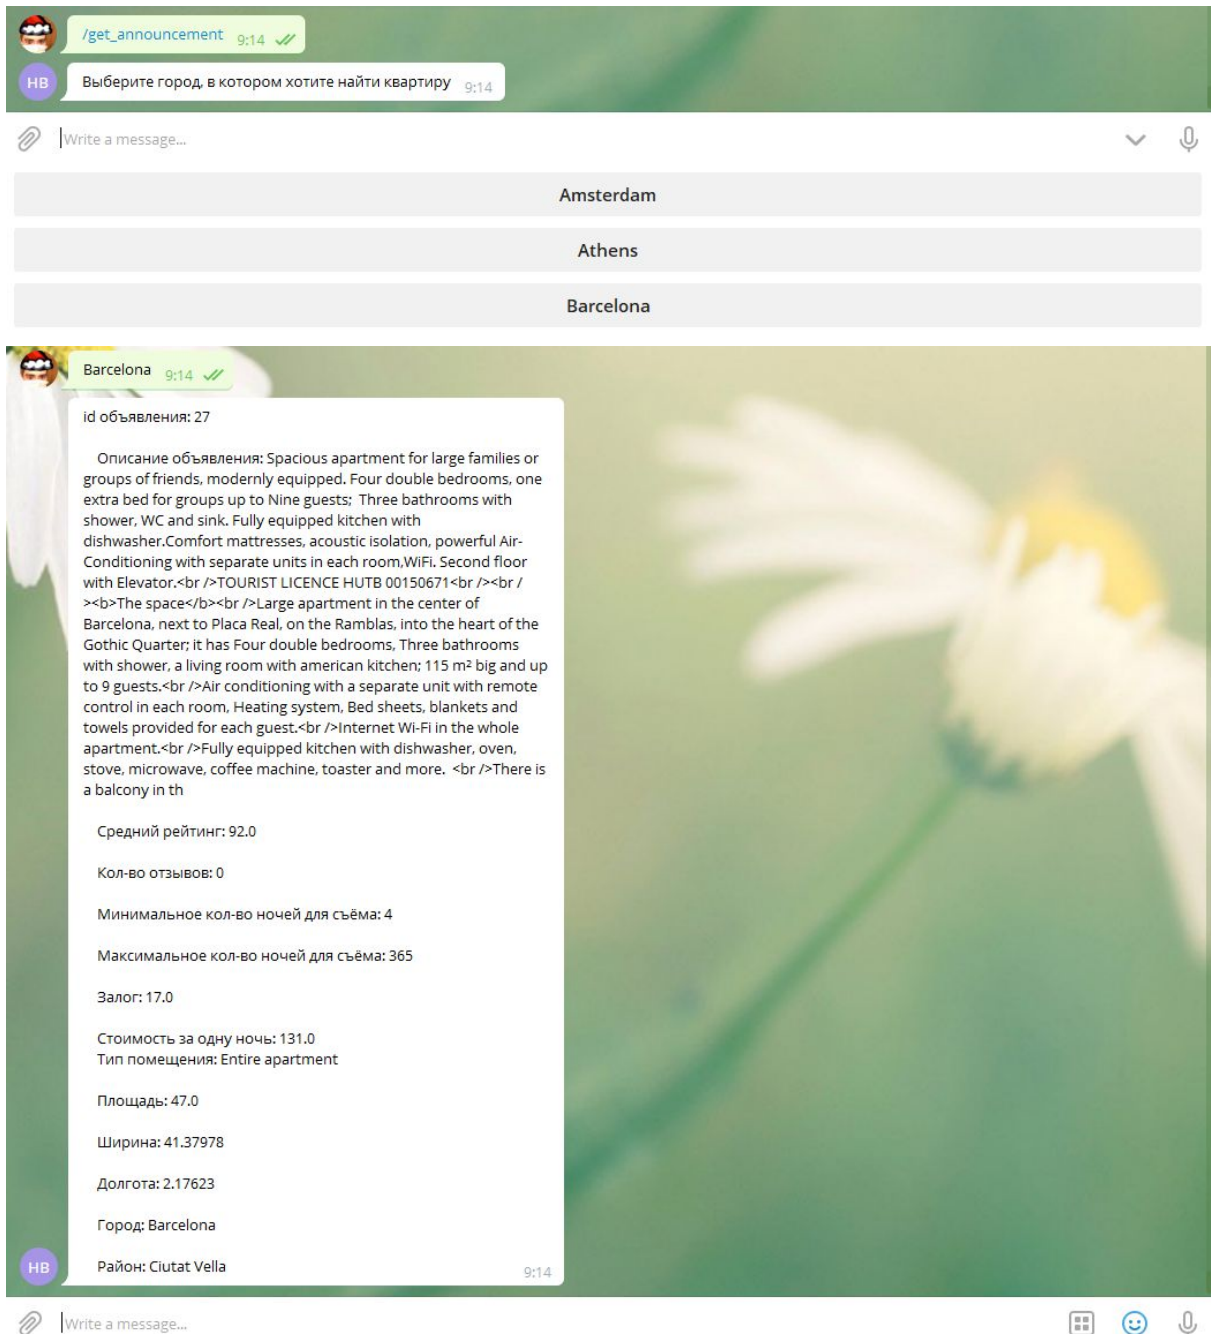 /get_announcement 9:14
HB
Выберите город, в котором хотите найти квартиру 9:14
Write a message...
Amsterdam
Athens
Barcelona
Barcelona 9:14
id объявления: 27
Описание объявления: Spacious apartment for large families or
groups of friends, modernly equipped. Four double bedrooms, one
extra bed for groups up to Nine guests;  Three bathrooms with
shower, WC and sink. Fully equipped kitchen with
dishwasher.Comfort mattresses, acoustic isolation, powerful Air-
Conditioning with separate units in each room,WiFi. Second floor
with Elevator.<br />TOURIST LICENCE HUTB 00150671<br /><br /
><b>The space</b><br />Large apartment in the center of
Barcelona, next to Placa Real, on the Ramblas, into the heart of the
Gothic Quarter; it has Four double bedrooms, Three bathrooms
with shower, a living room with american kitchen; 115 m² big and up
to 9 guests.<br />Air conditioning with a separate unit with remote
control in each room, Heating system, Bed sheets, blankets and
towels provided for each guest.<br />Internet Wi-Fi in the whole
apartment.<br />Fully equipped kitchen with dishwasher, oven,
stove, microwave, coffee machine, toaster and more.  <br />There is
a balcony in th
Средний рейтинг: 92.0
Кол-во отзывов: 0
Минимальное кол-во ночей для съёма: 4
Максимальное кол-во ночей для съёма: 365
Залог: 17.0
Стоимость за одну ночь: 131.0
Тип помещения: Entire apartment
Площадь: 47.0
Ширина: 41.37978
Долгота: 2.17623
Город: Barcelona
HB
Район: Ciutat Vella 9:14
Write a message...